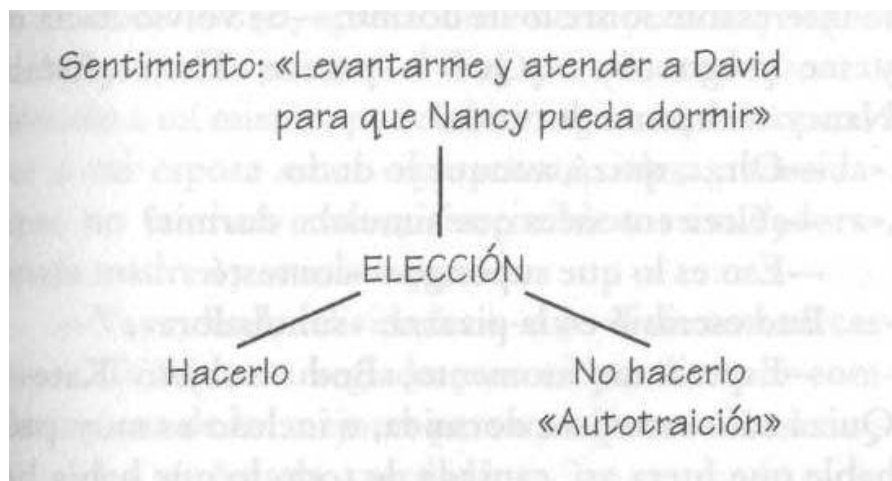 Sentimiento: «Levantarme y atender a David
para que Nancy pueda dormir»
ELECCIÓN
Hacerlo No hacerlo
«Autotraición»